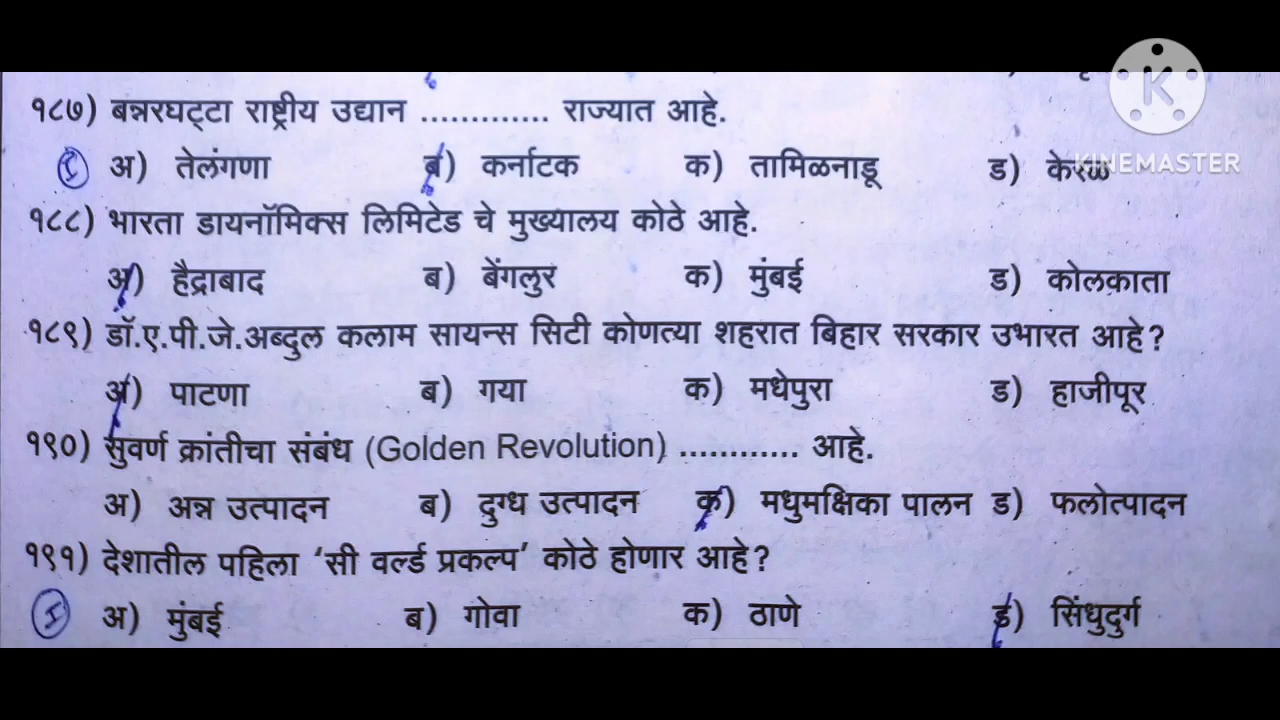 KINEMASTER
१८७) बन्नरघट्टा राष्ट्रीय उद्यान ............. राज्यात आहे.
अ) तेलंगणा ब) कर्नाटक क) तामिळनाडू ड) केरळ
१८८) भारता डायनॉमिक्स लिमिटेड चे मुख्यालय कोठे आहे.
अ) हैद्राबाद ब) बेंगलुर क) मुंबई ड) कोलकाता
१८९) डॉ.ए.पी.जे.अब्दुल कलाम सायन्स सिटी कोणत्या शहरात बिहार सरकार उभारत आहे?
अ) पाटणा ब) गया क) मधेपुरा ड) हाजीपूर
१९०) सुवर्ण क्रांतीचा संबंध (Golden Revolution) ............ आहे.
अ) अन्न उत्पादन ब) दुग्ध उत्पादन क) मधुमक्षिका पालन ड) फलोत्पादन
१९१) देशातील पहिला ‘सी वर्ल्ड प्रकल्प’ कोठे होणार आहे?
अ) मुंबई ब) गोवा क) ठाणे ड) सिंधुदुर्ग